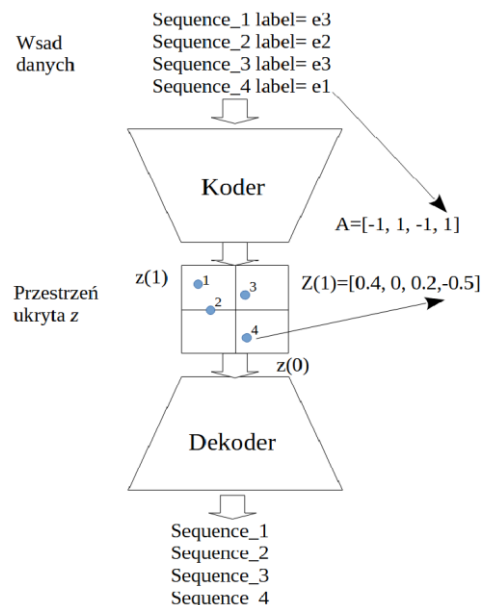 Wsad
danych
Sequence_1 label= e3
Sequence_2 label= e2
Sequence_3 label= e3
Sequence_4 label= e1
Koder
A=[-1, 1, -1, 1]
z(1)
1
2
3
4
Z(1)=[0.4, 0, 0.2,-0.5]
Przestrzeń
ukryta z
z(0)
Dekoder
Sequence_1
Sequence_2
Sequence_3
Sequence_4